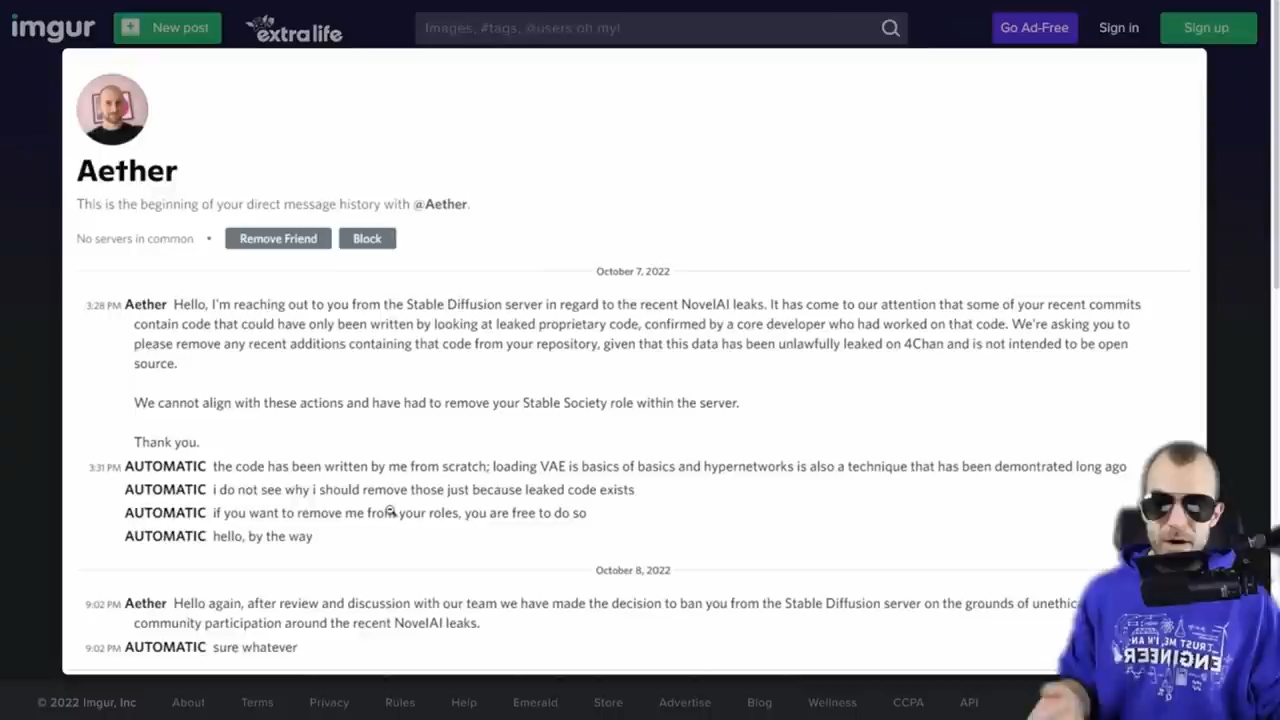 imgur New post extralife Images, #tags, @users oh my! Go Ad-Free Sign in Sign up
Aether
This is the beginning of your direct message history with @Aether.
No servers in common • Remove Friend Block
October 7, 2022
3:28 PM Aether Hello, I'm reaching out to you from the Stable Diffusion server in regard to the recent NovelAI leaks. It has come to our attention that some of your recent commits
contain code that could have only been written by looking at leaked proprietary code, confirmed by a core developer who had worked on that code. We're asking you to
please remove any recent additions containing that code from your repository, given that this data has been unlawfully leaked on 4Chan and is not intended to be open
source.
We cannot align with these actions and have had to remove your Stable Society role within the server.
Thank you.
3:31 PM AUTOMATIC the code has been written by me from scratch; loading VAE is basics of basics and hypernetworks is also a technique that has been demontrated long ago
AUTOMATIC i do not see why i should remove those just because leaked code exists
AUTOMATIC if you want to remove me from your roles, you are free to do so
AUTOMATIC hello, by the way
October 8, 2022
9:02 PM Aether Hello again, after review and discussion with our team we have made the decision to ban you from the Stable Diffusion server on the grounds of unethic
community participation around the recent NovelAI leaks.
9:02 PM AUTOMATIC sure whatever
TRUST ME, I'M AN
ENGINEER
© 2022 Imgur, Inc About Terms Privacy Rules Help Emerald Store Advertise Blog Wellness CCPA API